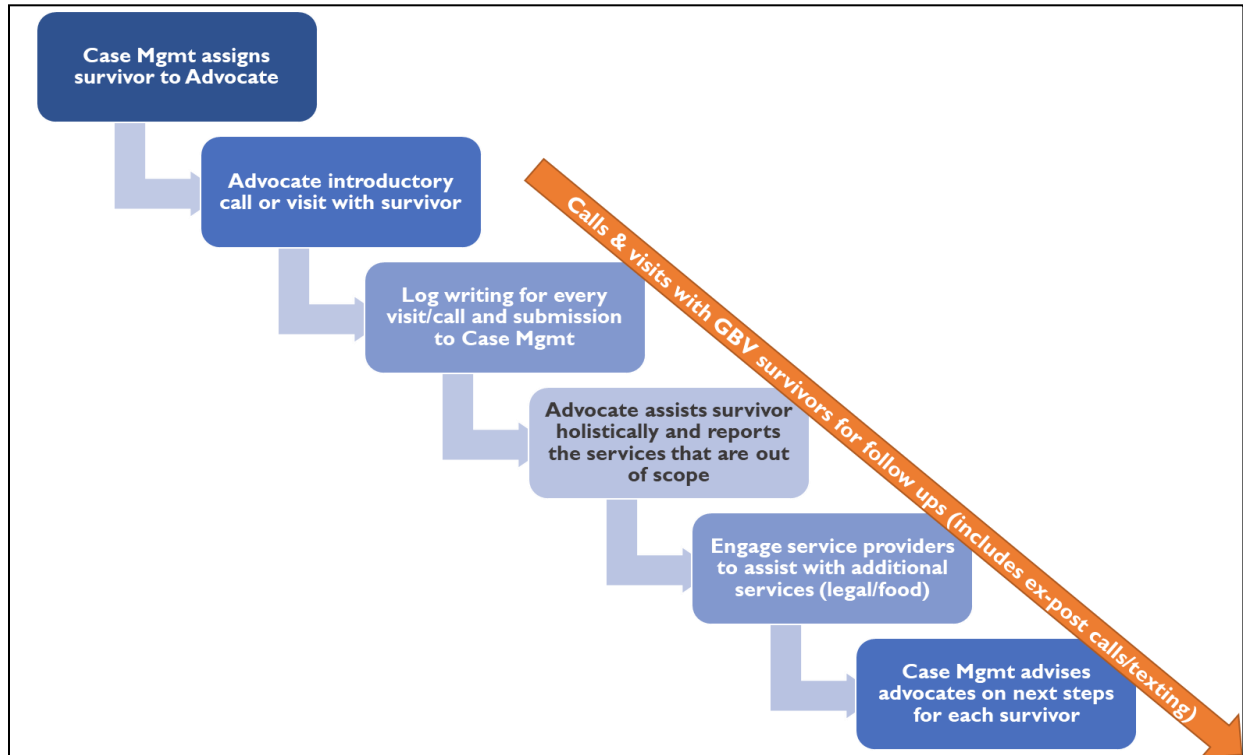 Case Mgmt assigns
survivor to Advocate
Advocate introductory
call or visit with survivor
Log writing for every
visit/call and submission
to Case Mgmt
Advocate assists survivor
holistically and reports
the services that are out
of scope
Engage service providers
to assist with additional
services (legal/food)
Case Mgmt advises
advocates on next steps
for each survivor
Calls & visits with GBV survivors for follow ups (includes ex-post calls/texting)